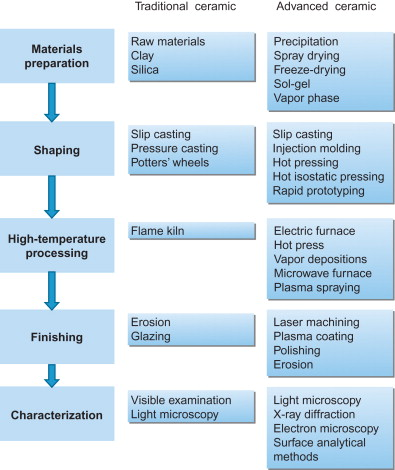 Traditional ceramic
Advanced ceramic
Materials
preparation
Raw materials
Clay
Silica
Precipitation
Spray drying
Freeze-drying
Sol-gel
Vapor phase
Shaping
Slip casting
Pressure casting
Potters' wheels
Slip casting
Injection molding
Hot pressing
Hot isostatic pressing
Rapid prototyping
High-temperature
processing
Flame kiln
Electric furnace
Hot press
Vapor depositions
Microwave furnace
Plasma spraying
Finishing
Erosion
Glazing
Laser machining
Plasma coating
Polishing
Erosion
Characterization
Visible examination
Light microscopy
Light microscopy
X-ray diffraction
Electron microscopy
Surface analytical
methods